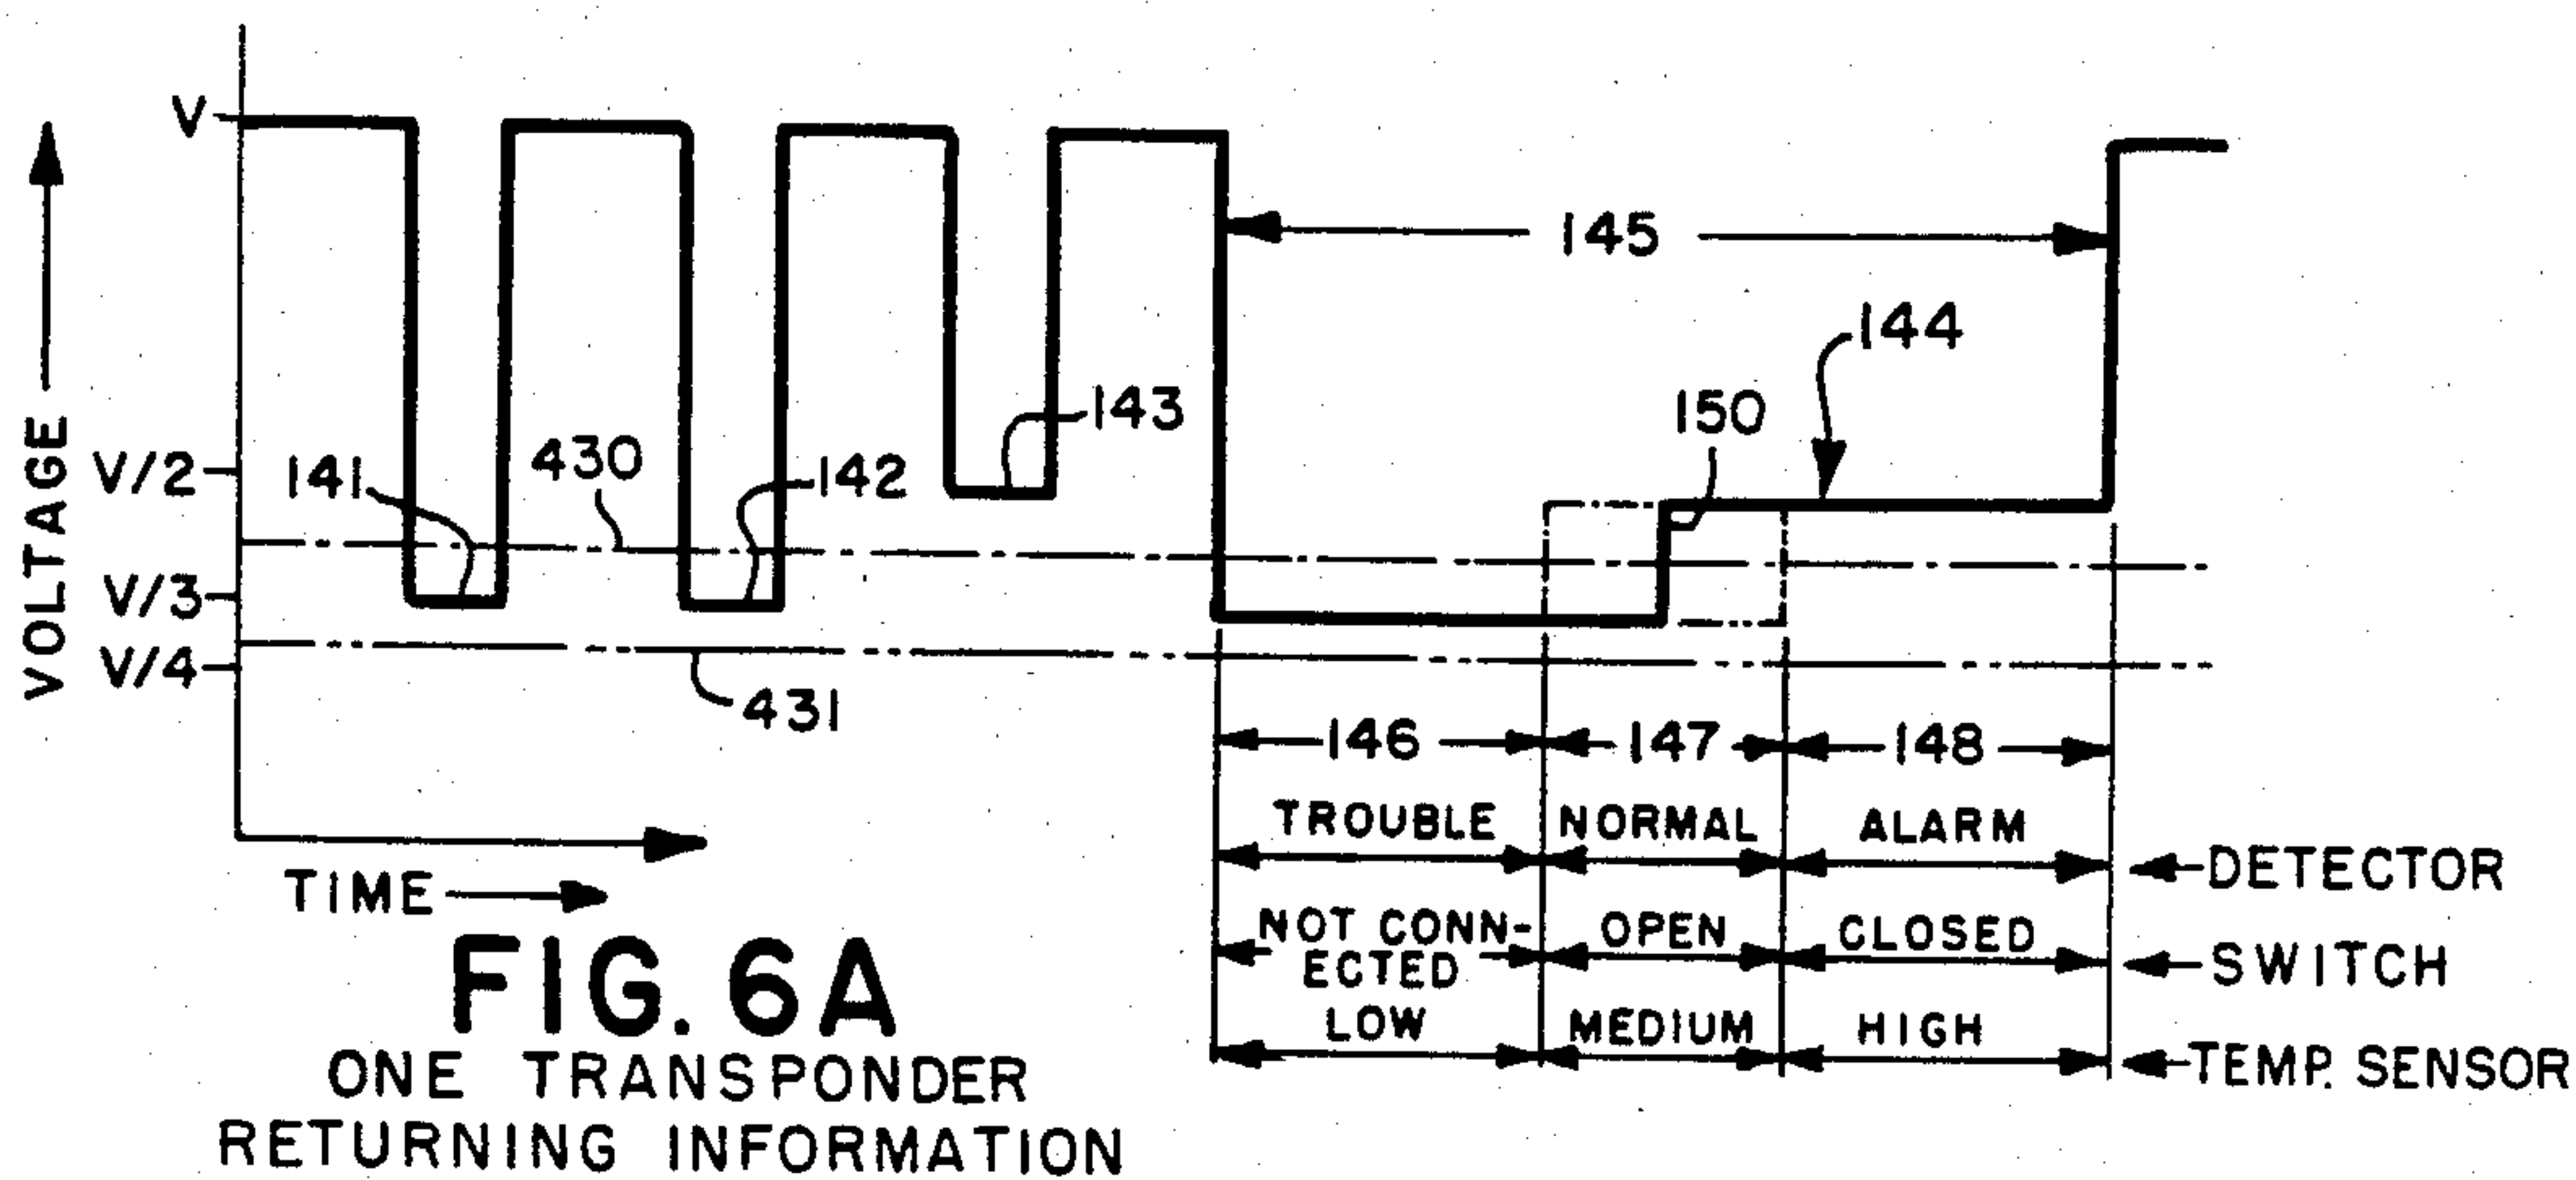 V
VOLTAGE
V/2
V/3
V/4
141
430
142
143
431
145
144
150
146 147 148
TROUBLE NORMAL ALARM DETECTOR
NOT CONN-
ECTED OPEN CLOSED SWITCH
LOW MEDIUM HIGH TEMP. SENSOR
TIME
FIG. 6A
ONE TRANSPONDER
RETURNING INFORMATION